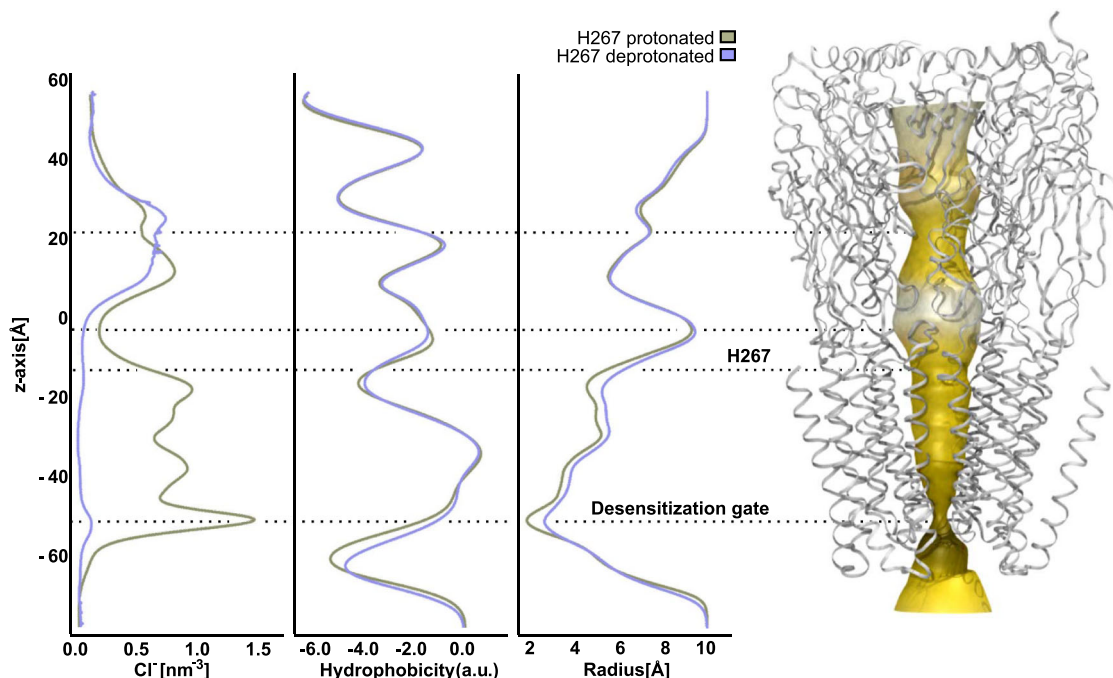 H267 protonated
H267 deprotonated
60
40
20
0
- 20
- 40
- 60
z-axis[Å]
H267
Desensitization gate
0.0 0.5 1.0 1.5
-6.0 -4.0 -2.0 0.0
2 4 6 8 10
Cl⁻[nm⁻³]
Hydrophobicity(a.u.)
Radius[Å]